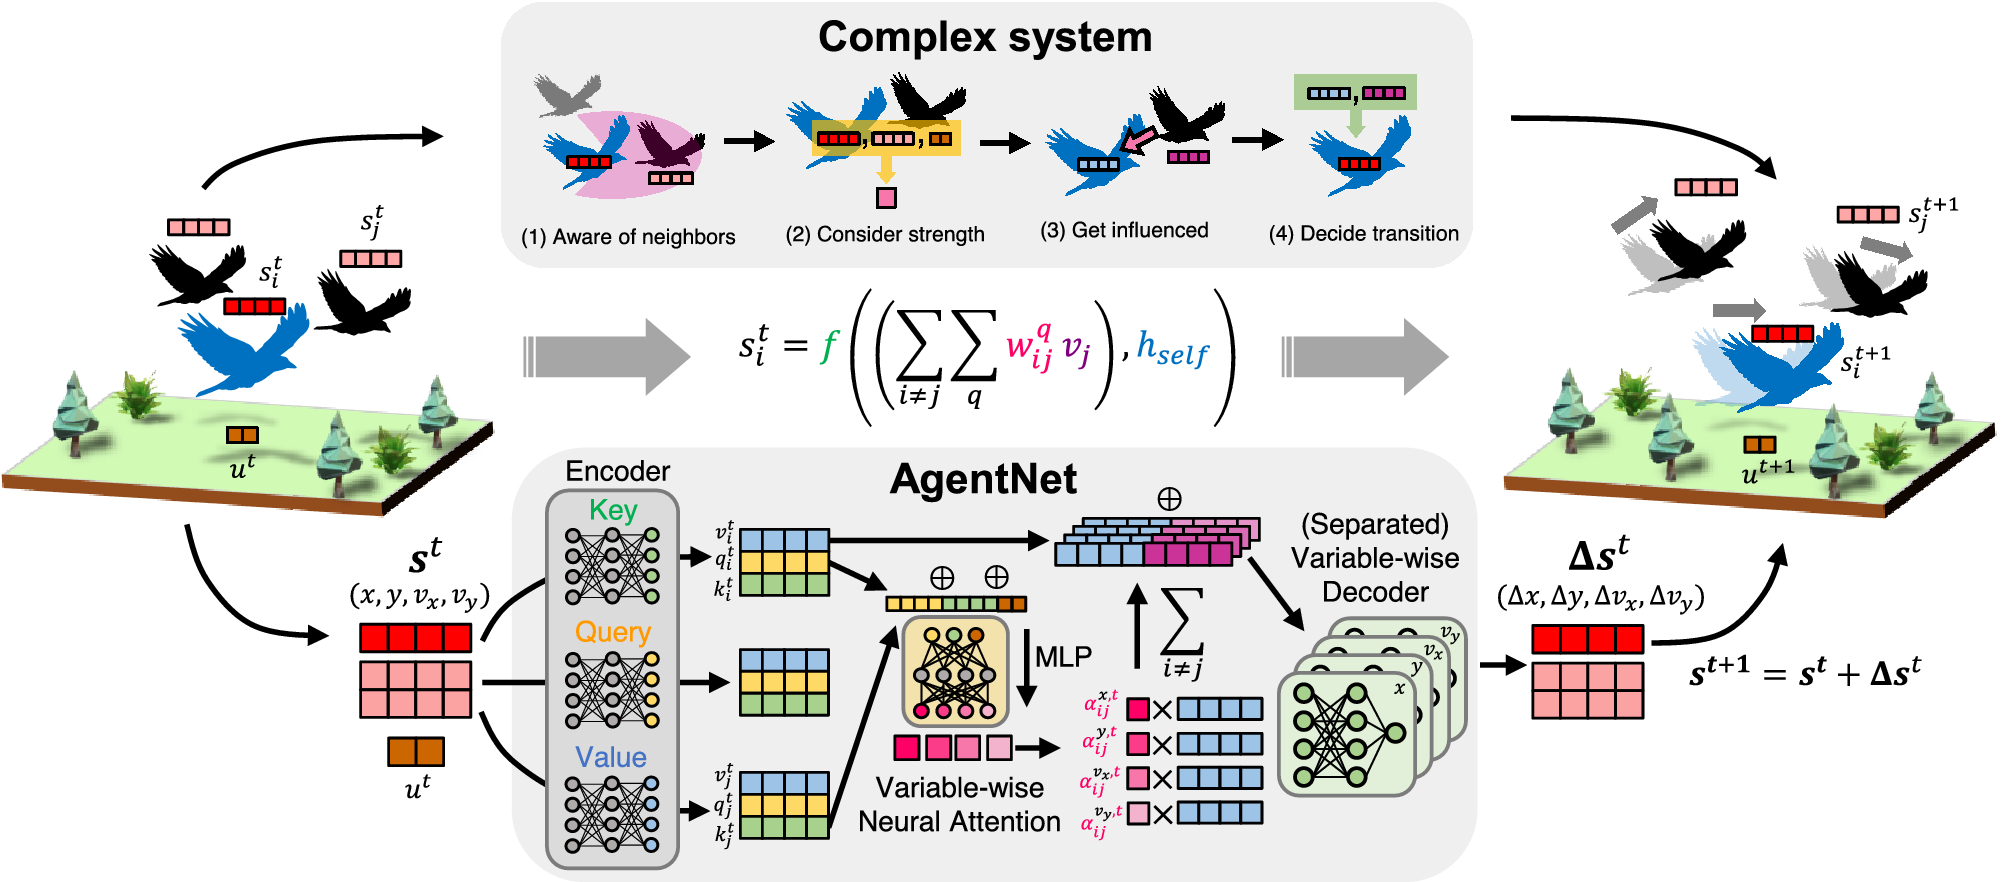 Complex system
(1) Aware of neighbors
(2) Consider strength
(3) Get influenced
(4) Decide transition
, ,
,
s_j^t
s_i^t
u^t
s_i^t = f((∑_{i≠j} ∑_q w_{ij}^q v_j), h_{self})
s_j^{t+1}
s_i^{t+1}
u^{t+1}
AgentNet
Encoder
Key
Query
Value
s^t
(x, y, v_x, v_y)
u^t
v_i^t
q_i^t
k_i^t
v_j^t
q_j^t
k_j^t
⊕ ⊕
MLP
Variable-wise
Neural Attention
⊕
∑_{i≠j}
α_{ij}^{x,t} ×
α_{ij}^{y,t} ×
α_{ij}^{v_x,t} ×
α_{ij}^{v_y,t} ×
(Separated)
Variable-wise
Decoder
v_y
v_x
y
x
Δs^t
(Δx, Δy, Δv_x, Δv_y)
s^{t+1} = s^t + Δs^t